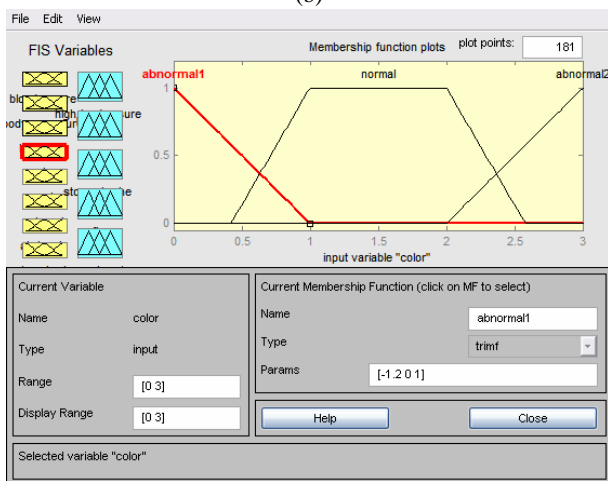 File Edit View
FIS Variables
Membership function plots
plot points:
181
abnormal1
normal
abnormal2
1
0.5
0
0
0.5
1
1.5
2
2.5
3
input variable "color"
Current Variable
Name
color
Type
input
Range
[0 3]
Display Range
[0 3]
Current Membership Function (click on MF to select)
Name
abnormal1
Type
trimf
Params
[-1.2 0 1]
Help
Close
Selected variable "color"